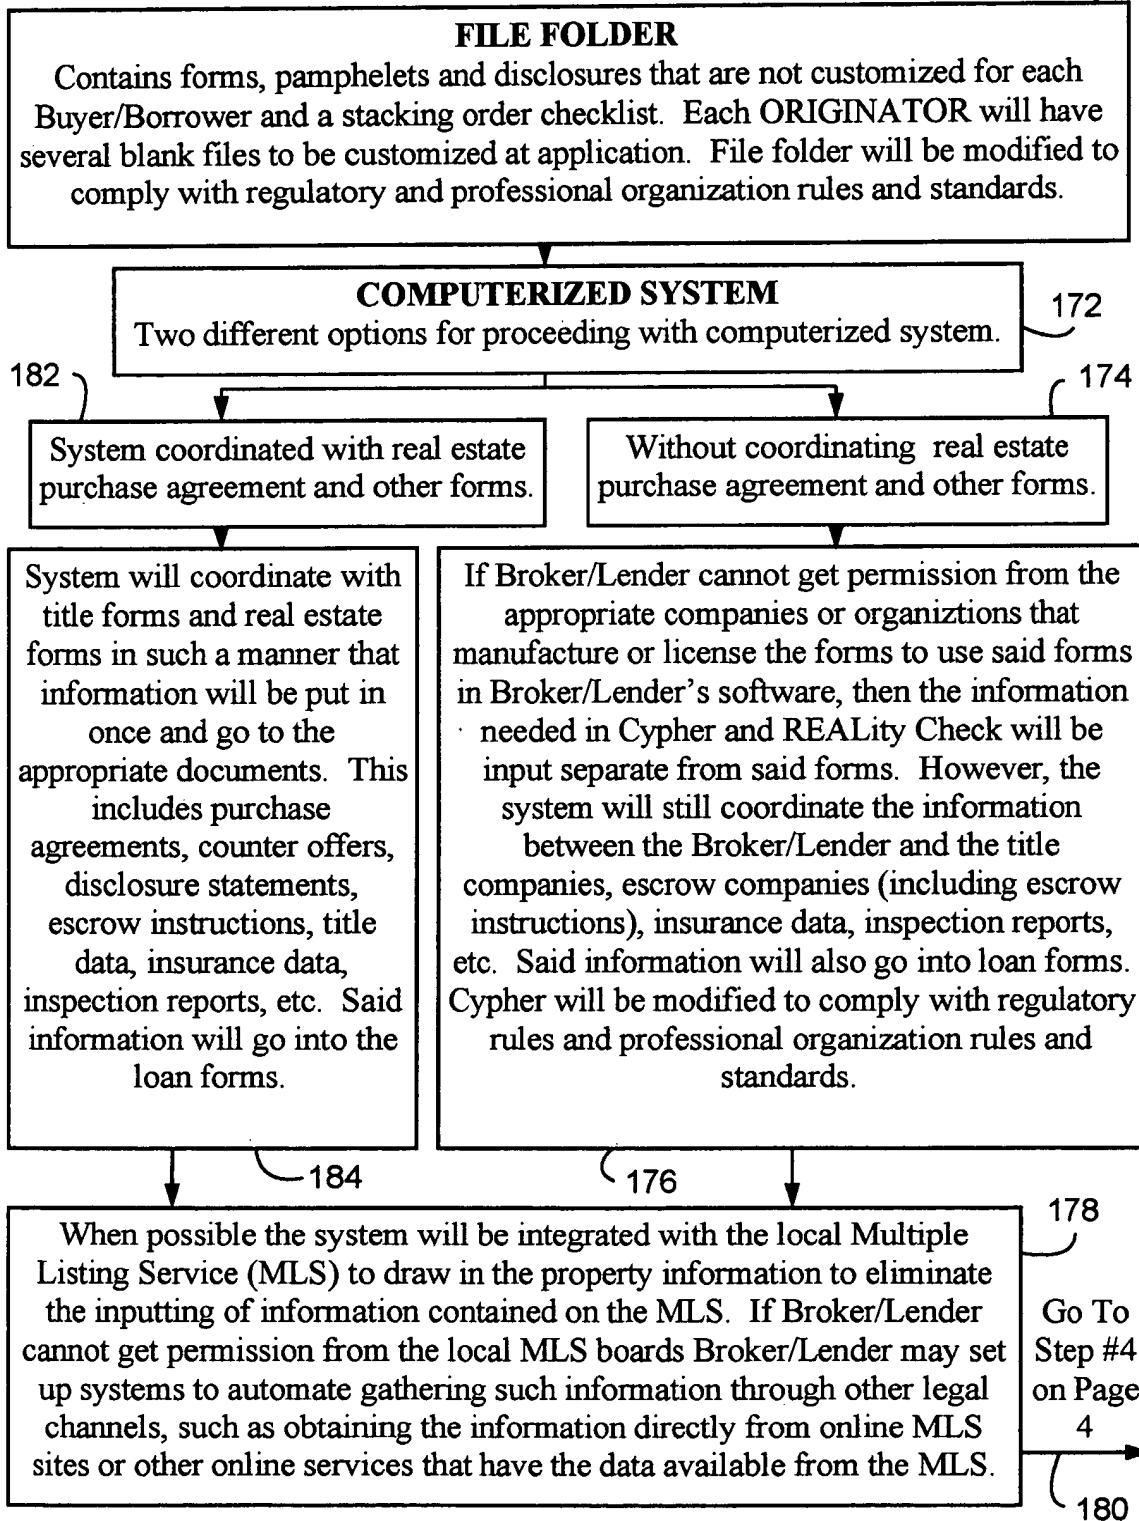 FILE FOLDER
Contains forms, pamphelets and disclosures that are not customized for each
Buyer/Borrower and a stacking order checklist. Each ORIGINATOR will have
several blank files to be customized at application. File folder will be modified to
comply with regulatory and professional organization rules and standards.
COMPUTERIZED SYSTEM
Two different options for proceeding with computerized system.
172
182
174
System coordinated with real estate
purchase agreement and other forms.
Without coordinating real estate
purchase agreement and other forms.
System will coordinate with
title forms and real estate
forms in such a manner that
information will be put in
once and go to the
appropriate documents. This
includes purchase
agreements, counter offers,
disclosure statements,
escrow instructions, title
data, insurance data,
inspection reports, etc. Said
information will go into the
loan forms.
If Broker/Lender cannot get permission from the
appropriate companies or organiztions that
manufacture or license the forms to use said forms
in Broker/Lender's software, then the information
needed in Cypher and REALity Check will be
input separate from said forms. However, the
system will still coordinate the information
between the Broker/Lender and the title
companies, escrow companies (including escrow
instructions), insurance data, inspection reports,
etc. Said information will also go into loan forms.
Cypher will be modified to comply with regulatory
rules and professional organization rules and
standards.
184
176
When possible the system will be integrated with the local Multiple
Listing Service (MLS) to draw in the property information to eliminate
the inputting of information contained on the MLS. If Broker/Lender
cannot get permission from the local MLS boards Broker/Lender may set
up systems to automate gathering such information through other legal
channels, such as obtaining the information directly from online MLS
sites or other online services that have the data available from the MLS.
178
Go To
Step #4
on Page
4
180